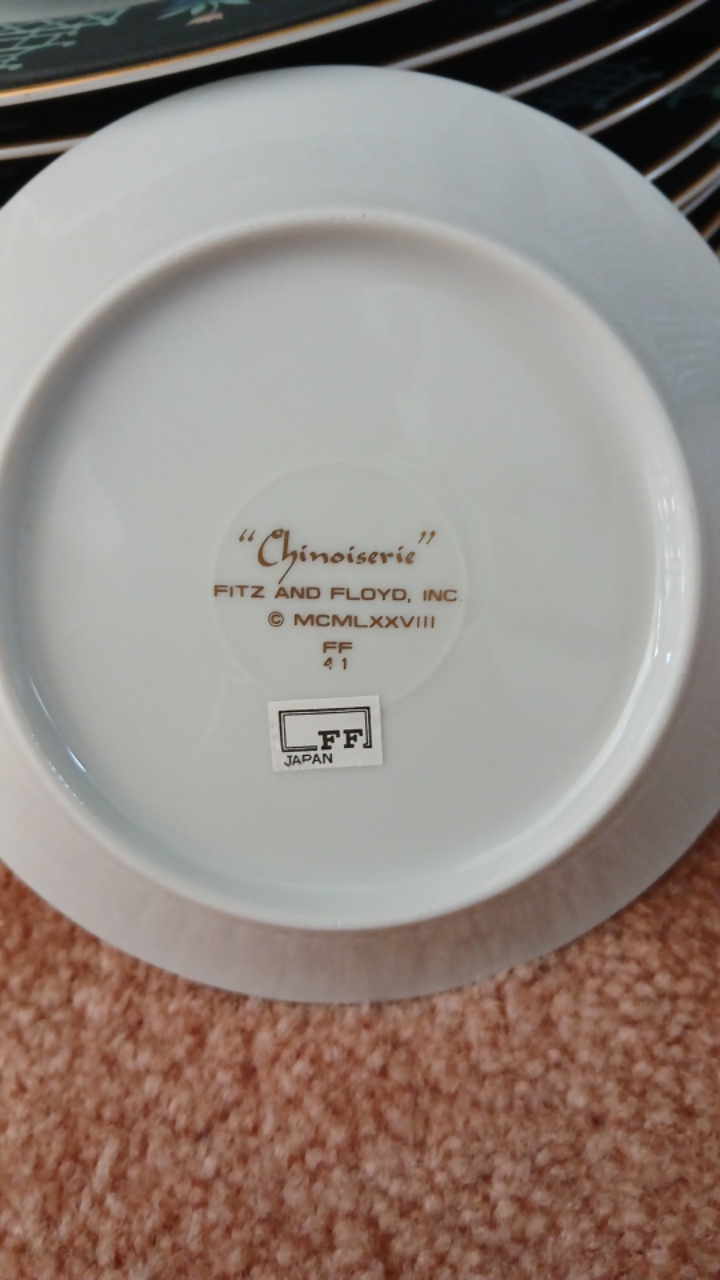 “Chinoiserie”
FITZ AND FLOYD, INC.
© MCMLXXVIII
FF
41
FF
JAPAN